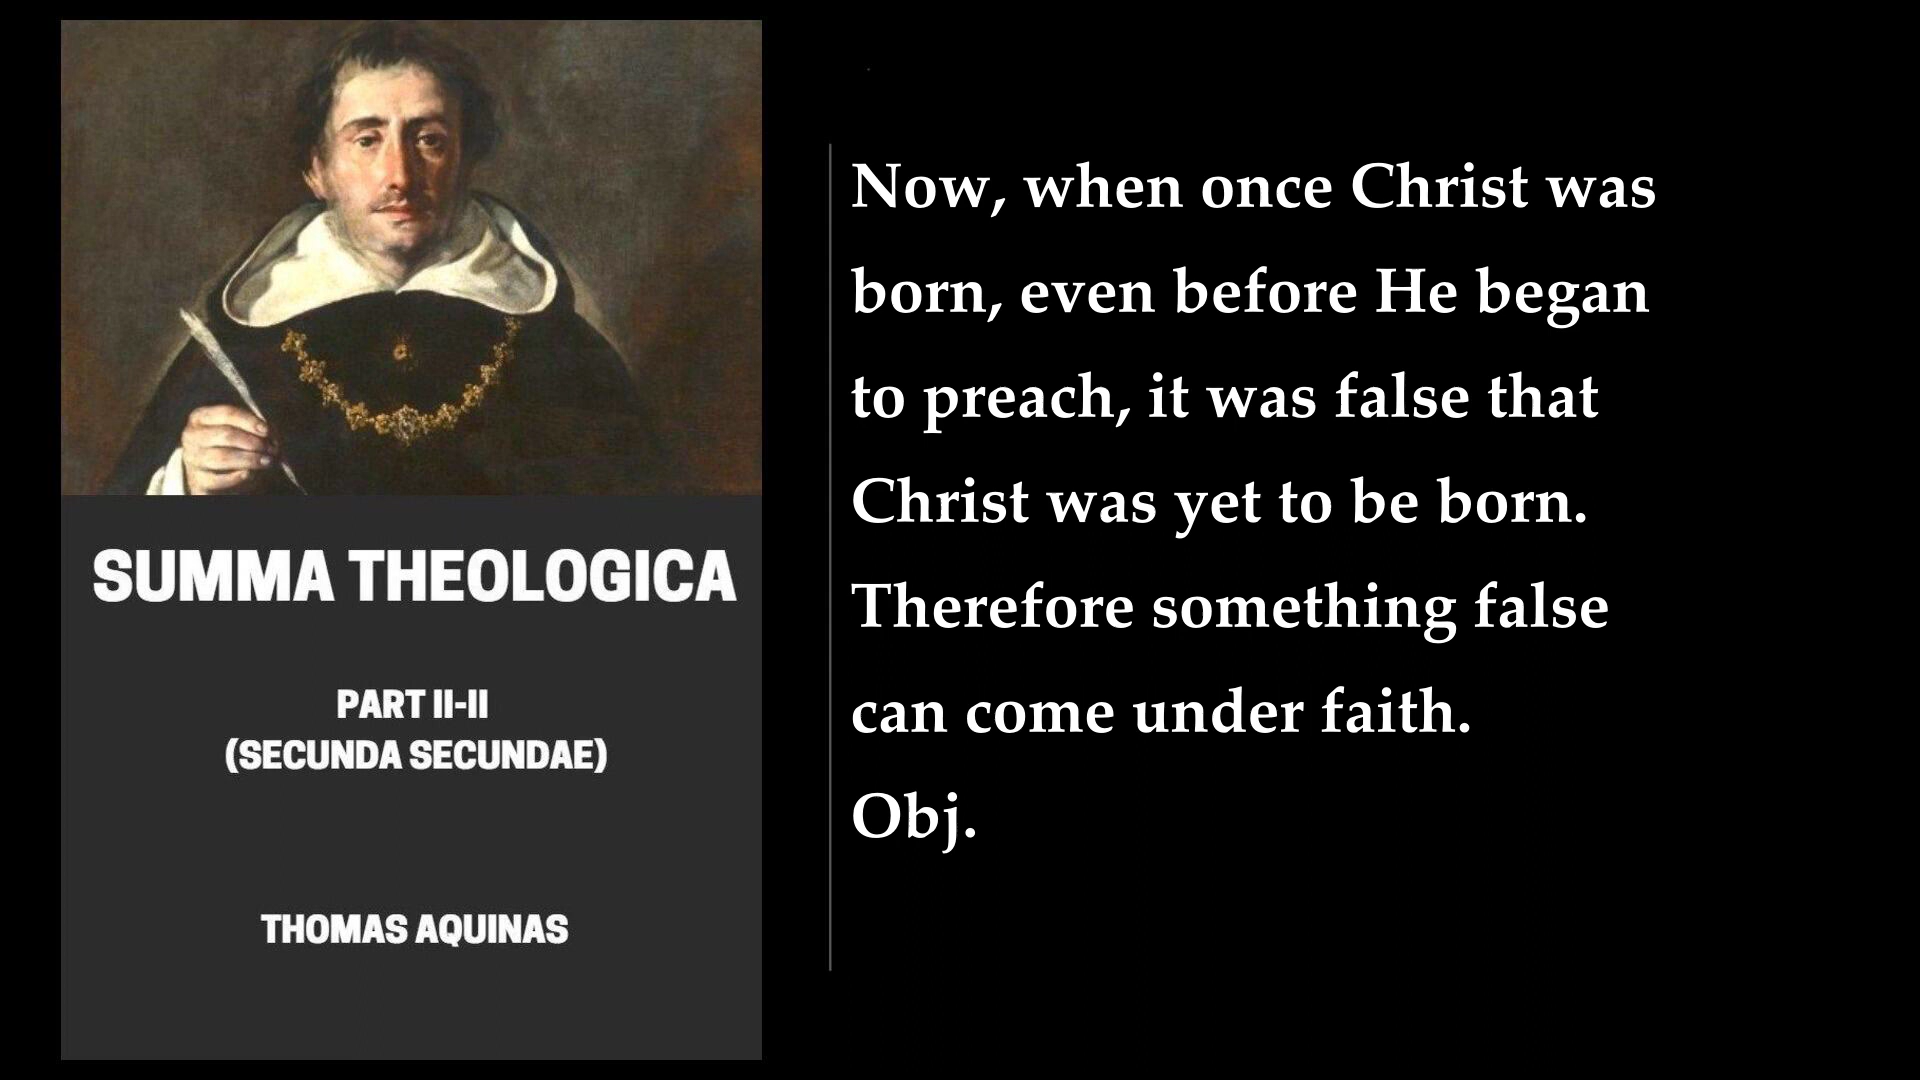 SUMMA THEOLOGICA
PART II-II
(SECUNDA SECUNDAE)
THOMAS AQUINAS
Now, when once Christ was
born, even before He began
to preach, it was false that
Christ was yet to be born.
Therefore something false
can come under faith.
Obj.